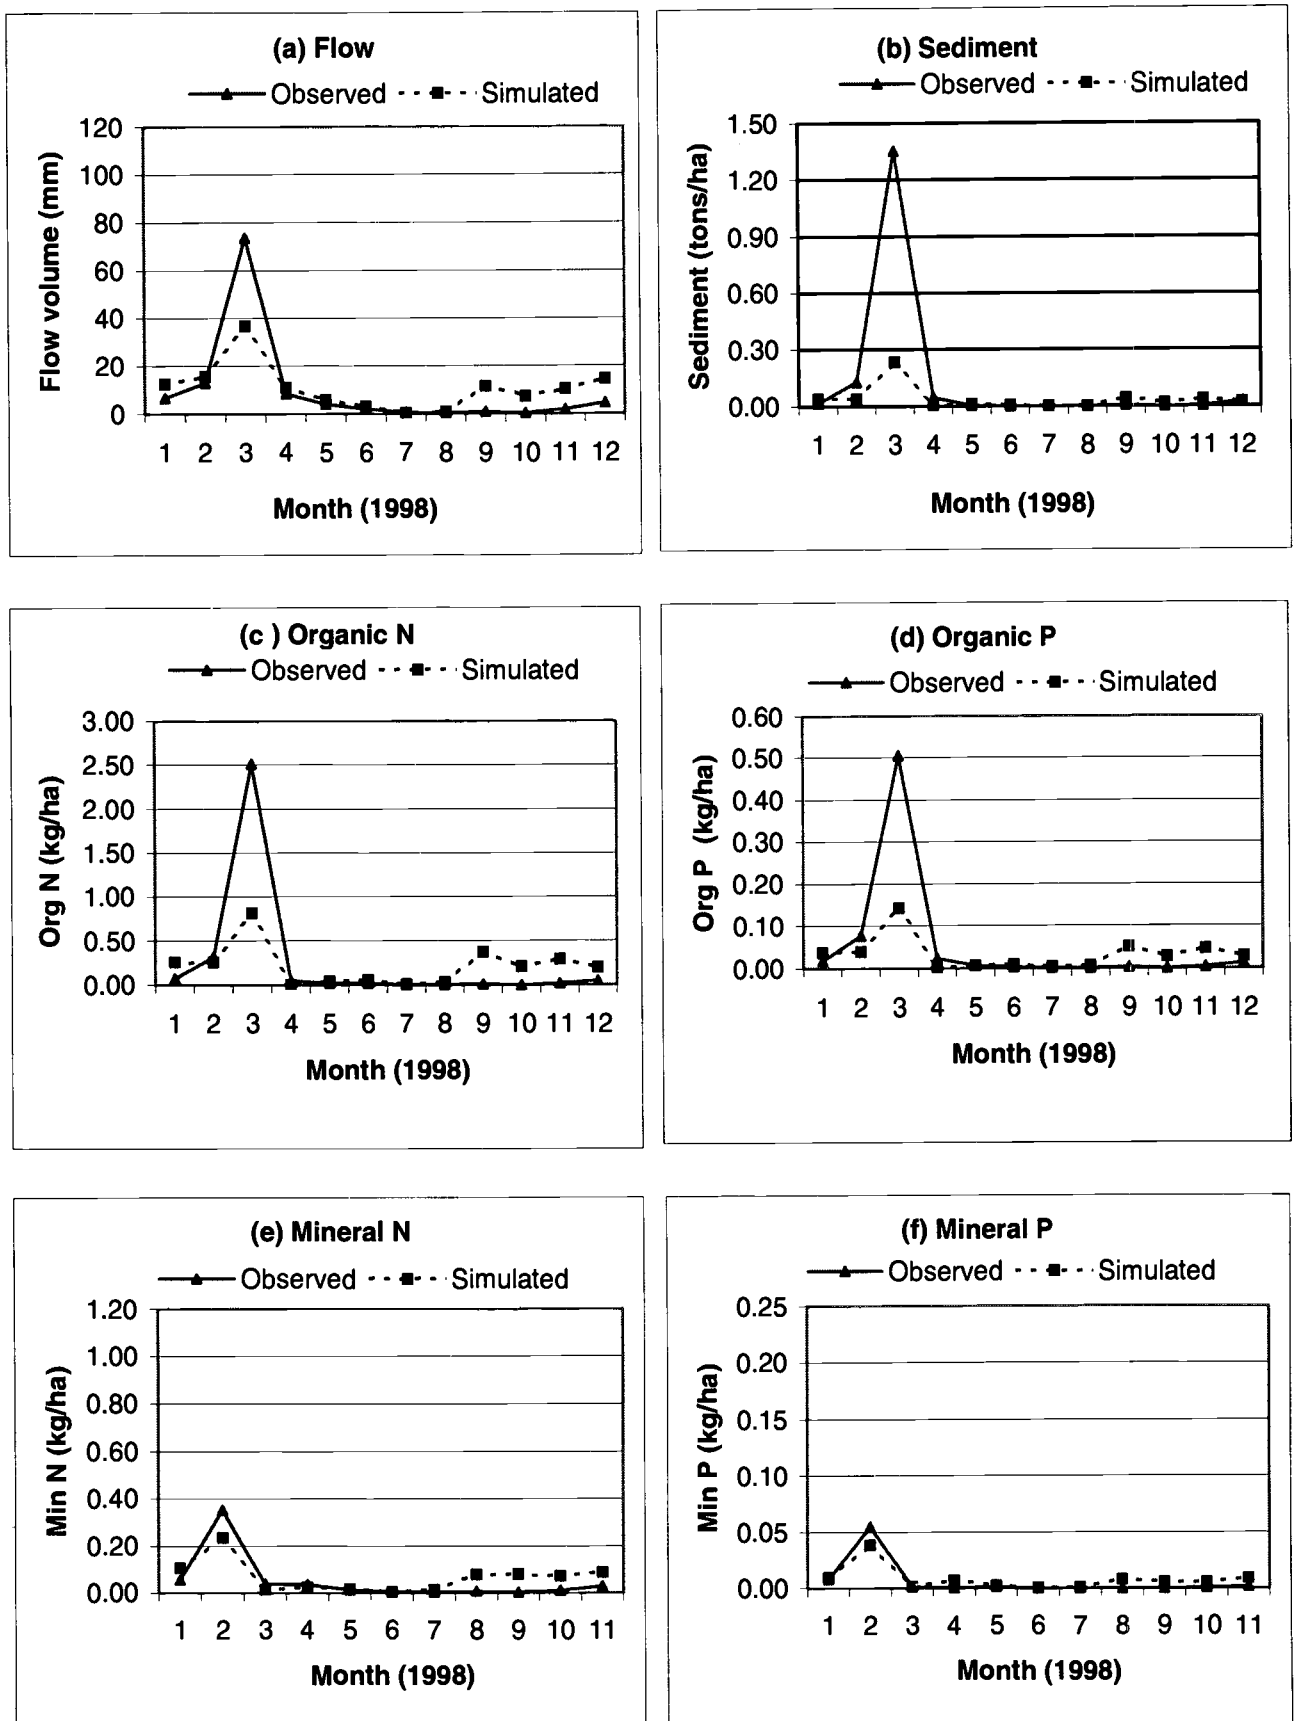 (a) Flow
Observed Simulated
120
100
80
60
40
20
0
Flow volume (mm)
1 2 3 4 5 6 7 8 9 10 11 12
Month (1998)
(b) Sediment
Observed Simulated
1.50
1.20
0.90
0.60
0.30
0.00
Sediment (tons/ha)
1 2 3 4 5 6 7 8 9 10 11 12
Month (1998)
(c ) Organic N
Observed Simulated
3.00
2.50
2.00
1.50
1.00
0.50
0.00
Org N (kg/ha)
1 2 3 4 5 6 7 8 9 10 11 12
Month (1998)
(d) Organic P
Observed Simulated
0.60
0.50
0.40
0.30
0.20
0.10
0.00
Org P (kg/ha)
1 2 3 4 5 6 7 8 9 10 11 12
Month (1998)
(e) Mineral N
Observed Simulated
1.20
1.00
0.80
0.60
0.40
0.20
0.00
Min N (kg/ha)
1 2 3 4 5 6 7 8 9 10 11
Month (1998)
(f) Mineral P
Observed Simulated
0.25
0.20
0.15
0.10
0.05
0.00
Min P (kg/ha)
1 2 3 4 5 6 7 8 9 10 11
Month (1998)